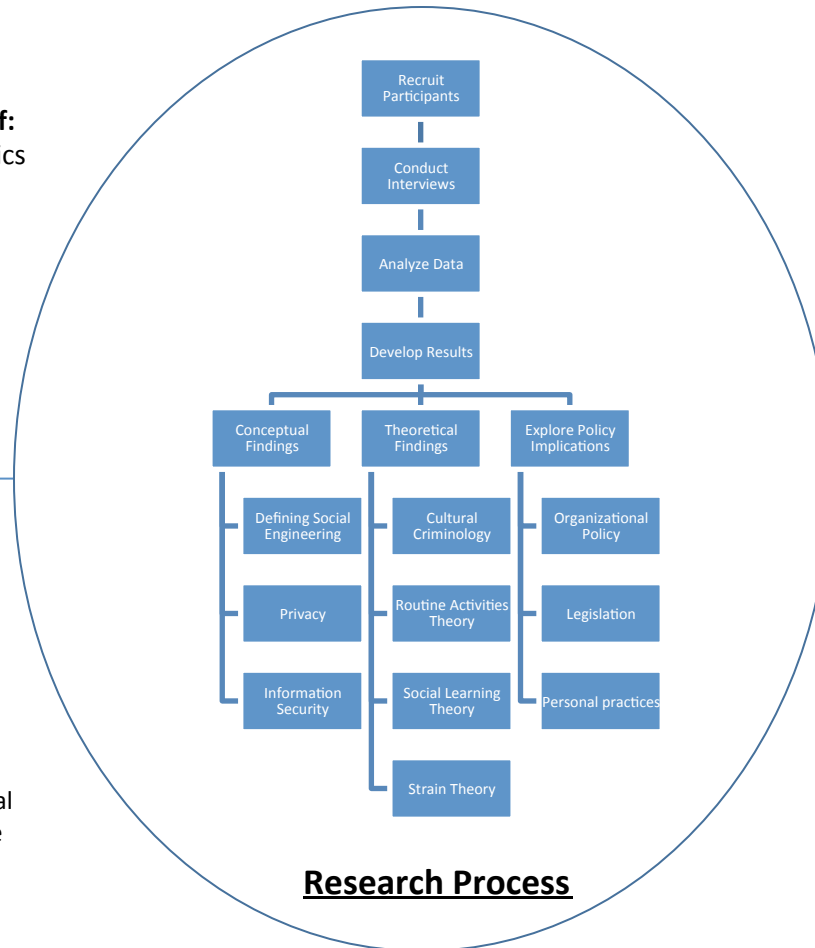 Recruit
Participants
f:
ics
Conduct
Interviews
Analyze Data
Develop Results
Conceptual
Findings
Theoretical
Findings
Explore Policy
Implications
Defining Social
Engineering
Cultural
Criminology
Organizational
Policy
Privacy
Routine Activities
Theory
Legislation
Information
Security
Social Learning
Theory
Personal practices
Strain Theory
al
e
Research Process